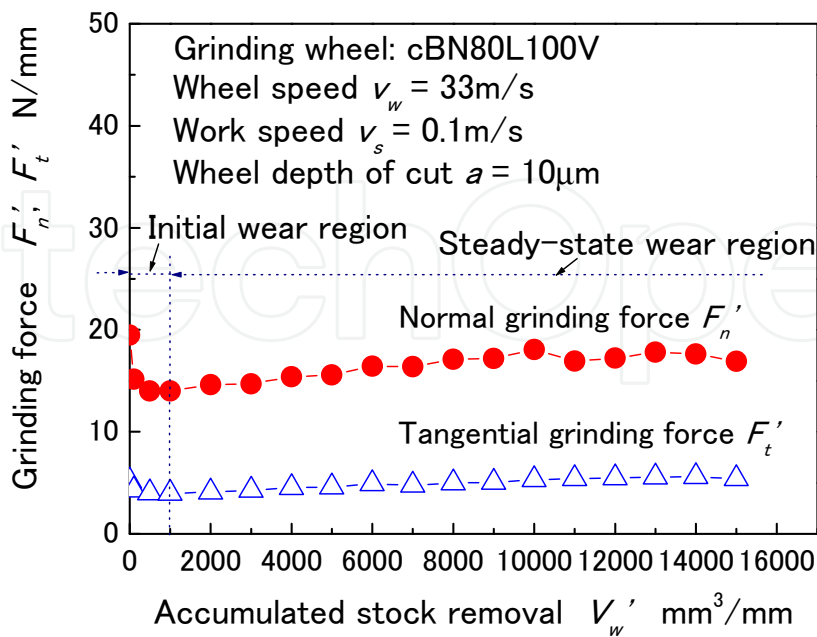 50
40
30
20
10
0
Grinding force F_n', F_t' N/mm
Grinding wheel: cBN80L100V
Wheel speed v_w = 33m/s
Work speed v_s = 0.1m/s
Wheel depth of cut a = 10μm
Initial wear region
Steady-state wear region
Normal grinding force F_n'
Tangential grinding force F_t'
0 2000 4000 6000 8000 10000 12000 14000 16000
Accumulated stock removal V_w' mm³/mm
techOpe